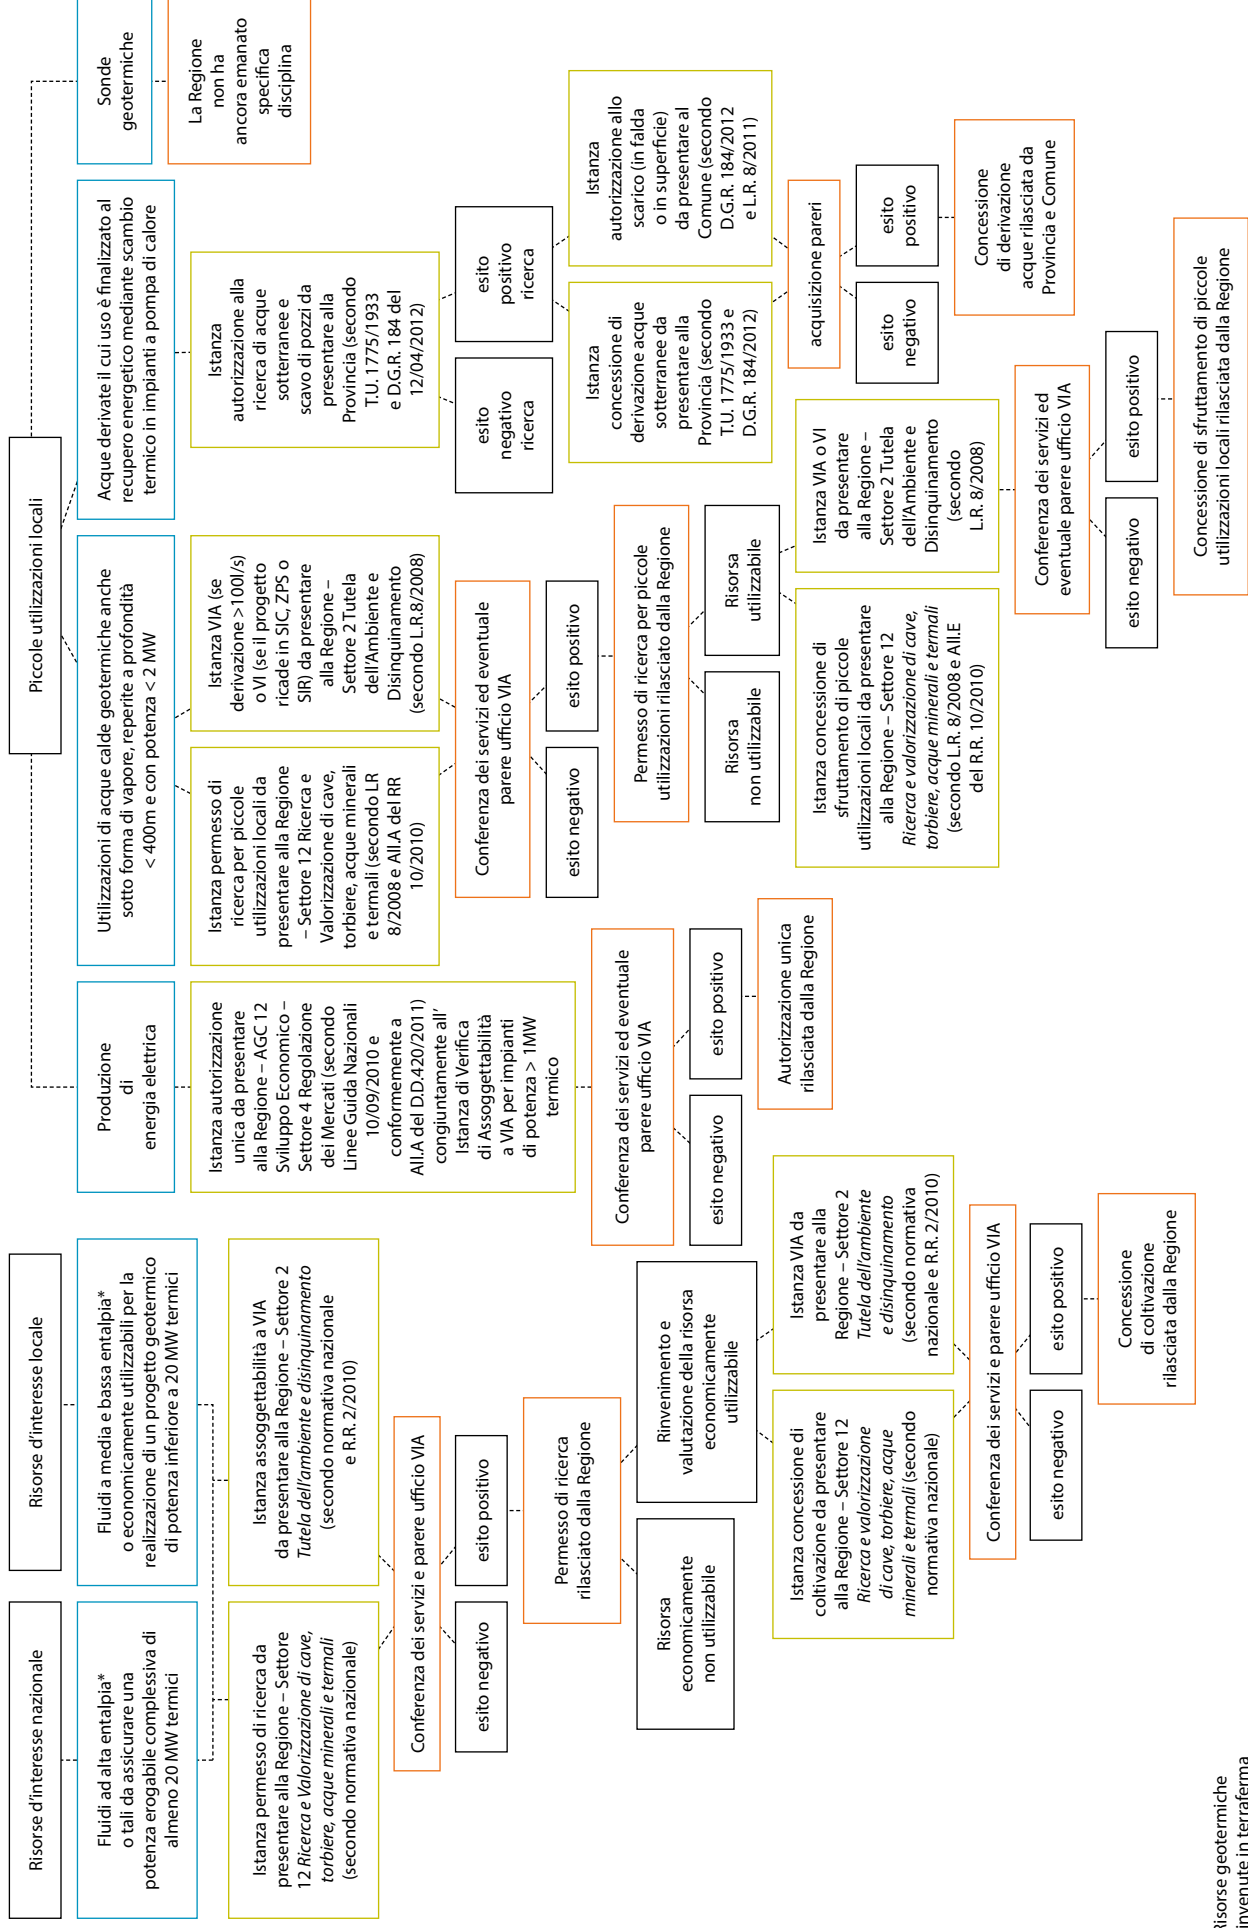 Risorse d'interesse nazionale
Fluidi ad alta entalpia*
o tali da assicurare una
potenza erogabile complessiva di
almeno 20 MW termici
Risorse d'interesse locale
Fluidi a media e bassa entalpia*
o economicamente utilizzabili per la
realizzazione di un progetto geotermico
di potenza inferiore a 20 MW termici
Istanza permesso di ricerca da
presentare alla Regione – Settore
12 Ricerca e Valorizzazione di cave,
torbiere, acque minerali e termali
(secondo normativa nazionale)
Istanza assoggettabilità a VIA
da presentare alla Regione – Settore 2
Tutela dell'ambiente e disinquinamento
(secondo normativa nazionale
e R.R. 2/2010)
Conferenza dei servizi e parere ufficio VIA
esito negativo
esito positivo
Permesso di ricerca
rilasciato dalla Regione
Risorsa
economicamente
non utilizzabile
Rinvenimento e
valutazione della risorsa
economicamente
utilizzabile
Istanza concessione di
coltivazione da presentare
alla Regione – Settore 12
Ricerca e valorizzazione
di cave, torbiere, acque
minerali e termali (secondo
normativa nazionale)
Istanza VIA da
presentare alla
Regione – Settore 2
Tutela dell'ambiente
e disinquinamento
(secondo normativa
nazionale e R.R. 2/2010)
Conferenza dei servizi e parere ufficio VIA
esito negativo
esito positivo
Concessione
di coltivazione
rilasciata dalla Regione
Piccole utilizzazioni locali
Produzione
di
energia elettrica
Istanza autorizzazione
unica da presentare
alla Regione – AGC 12
Sviluppo Economico –
Settore 4 Regolazione
dei Mercati (secondo
Linee Guida Nazionali
10/09/2010 e
conformemente a
All.A del D.D.420/2011)
congiuntamente all'
Istanza di Verifica
di Assoggettabilità
a VIA per impianti
di potenza > 1MW
termico
Conferenza dei servizi ed eventuale
parere ufficio VIA
esito negativo
esito positivo
Autorizzazione unica
rilasciata dalla Regione
Utilizzazioni di acque calde geotermiche anche
sotto forma di vapore, reperite a profondità
< 400m e con potenza < 2 MW
Istanza permesso di
ricerca per piccole
utilizzazioni locali da
presentare alla Regione
– Settore 12 Ricerca e
Valorizzazione di cave,
torbiere, acque minerali
e termali (secondo LR
8/2008 e All.A del RR
10/2010)
Istanza VIA (se
derivazione >100l/s)
o VI (se il progetto
ricade in SIC, ZPS o
SIR) da presentare
alla Regione –
Settore 2 Tutela
dell'Ambiente e
Disinquinamento
(secondo L.R.8/2008)
Conferenza dei servizi ed eventuale
parere ufficio VIA
esito negativo
esito positivo
Permesso di ricerca per piccole
utilizzazioni rilasciato dalla Regione
Risorsa
non utilizzabile
Risorsa
utilizzabile
Istanza concessione di
sfruttamento di piccole
utilizzazioni locali da presentare
alla Regione – Settore 12
Ricerca e valorizzazione di cave,
torbiere, acque minerali e termali
(secondo L.R. 8/2008 e All.E
del R.R. 10/2010)
Istanza VIA o VI
da presentare
alla Regione –
Settore 2 Tutela
dell'Ambiente e
Disinquinamento
(secondo
L.R. 8/2008)
Conferenza dei servizi ed
eventuale parere ufficio VIA
esito negativo
esito positivo
Concessione di sfruttamento di piccole
utilizzazioni locali rilasciata dalla Regione
Acque derivate il cui uso è finalizzato al
recupero energetico mediante scambio
termico in impianti a pompa di calore
Istanza
autorizzazione alla
ricerca di acque
sotterranee e
scavo di pozzi da
presentare alla
Provincia (secondo
T.U. 1775/1933
e D.G.R. 184 del
12/04/2012)
esito
negativo
ricerca
esito
positivo
ricerca
Istanza
concessione di
derivazione acque
sotterranee da
presentare alla
Provincia (secondo
T.U. 1775/1933 e
D.G.R. 184/2012)
Istanza
autorizzazione allo
scarico (in falda
o in superficie)
da presentare al
Comune (secondo
D.G.R. 184/2012
e L.R. 8/2011)
acquisizione pareri
esito
negativo
esito
positivo
Concessione
di derivazione
acque rilasciata da
Provincia e Comune
Sonde
geotermiche
La Regione
non ha
ancora emanato
specifica
disciplina
Risorse geotermiche
invenute in terraferma